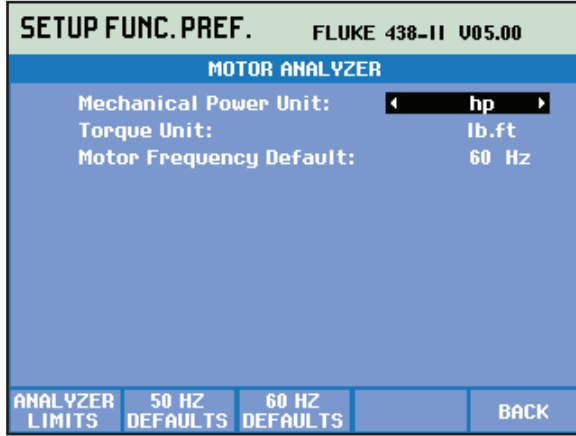 SETUP FUNC. PREF. FLUKE 438-II V05.00
MOTOR ANALYZER
Mechanical Power Unit: hp
Torque Unit: lb.ft
Motor Frequency Default: 60 Hz
ANALYZER LIMITS 50 HZ DEFAULTS 60 HZ DEFAULTS BACK